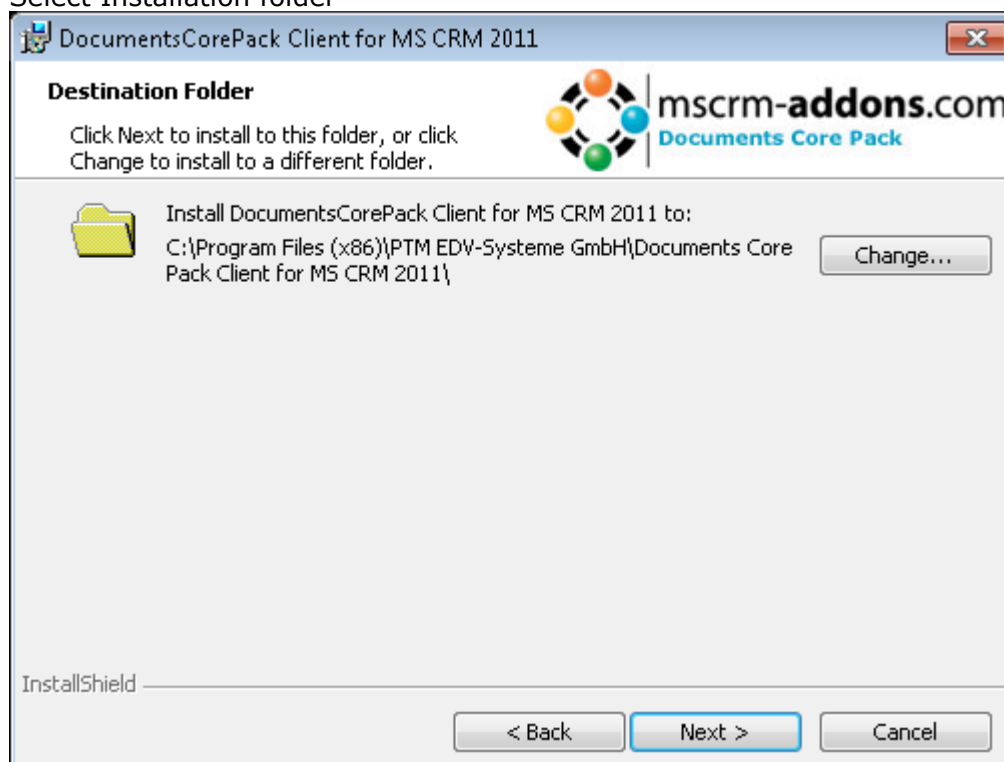 Select Installation folder
DocumentsCorePack Client for MS CRM 2011
Destination Folder
Click Next to install to this folder, or click
Change to install to a different folder.
mscrm-addons.com
Documents Core Pack
Install DocumentsCorePack Client for MS CRM 2011 to:
C:\Program Files (x86)\PTM EDV-Systeme GmbH\Documents Core
Pack Client for MS CRM 2011\
Change...
InstallShield
< Back
Next >
Cancel